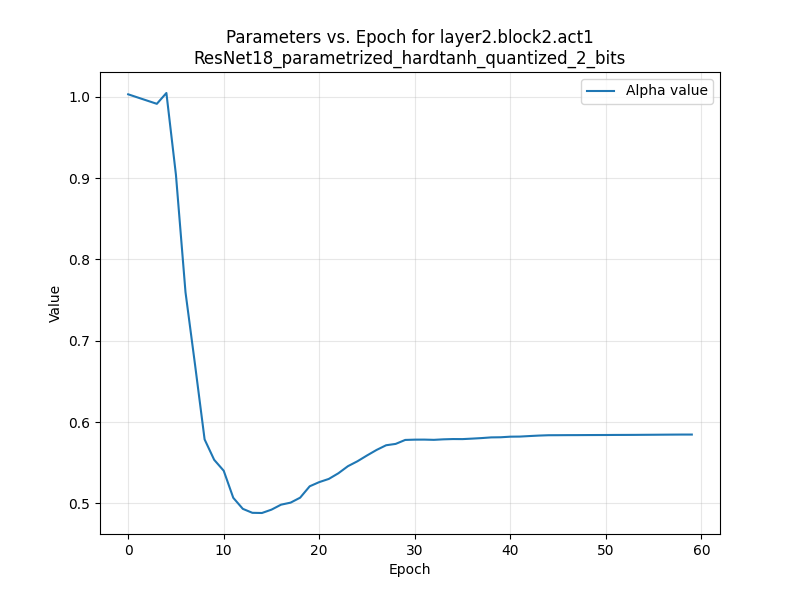 Parameters vs. Epoch for layer2.block2.act1
ResNet18_parametrized_hardtanh_quantized_2_bits
Alpha value
1.0
0.9
0.8
0.7
0.6
0.5
Value
0 10 20 30 40 50 60
Epoch